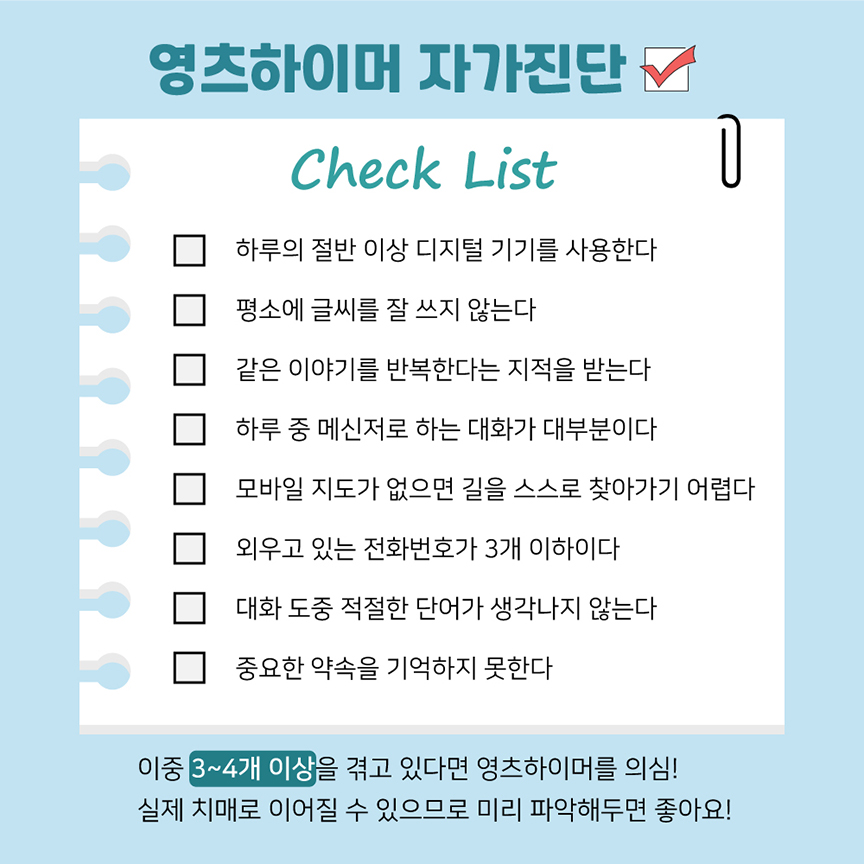 영츠하이머 자가진단
Check List
하루의 절반 이상 디지털 기기를 사용한다
평소에 글씨를 잘 쓰지 않는다
같은 이야기를 반복한다는 지적을 받는다
하루 중 메신저로 하는 대화가 대부분이다
모바일 지도가 없으면 길을 스스로 찾아가기 어렵다
외우고 있는 전화번호가 3개 이하이다
대화 도중 적절한 단어가 생각나지 않는다
중요한 약속을 기억하지 못한다
이중 3~4개 이상을 겪고 있다면 영츠하이머를 의심!
실제 치매로 이어질 수 있으므로 미리 파악해두면 좋아요!